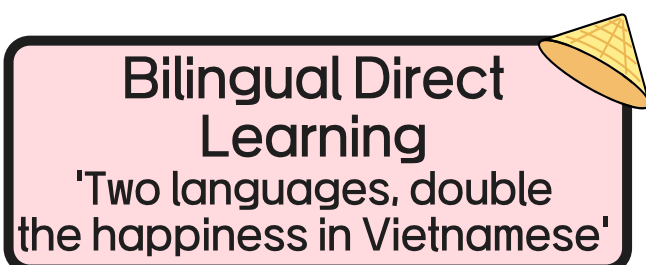 Bilingual Direct
Learning
'Two languages, double
the happiness in Vietnamese'